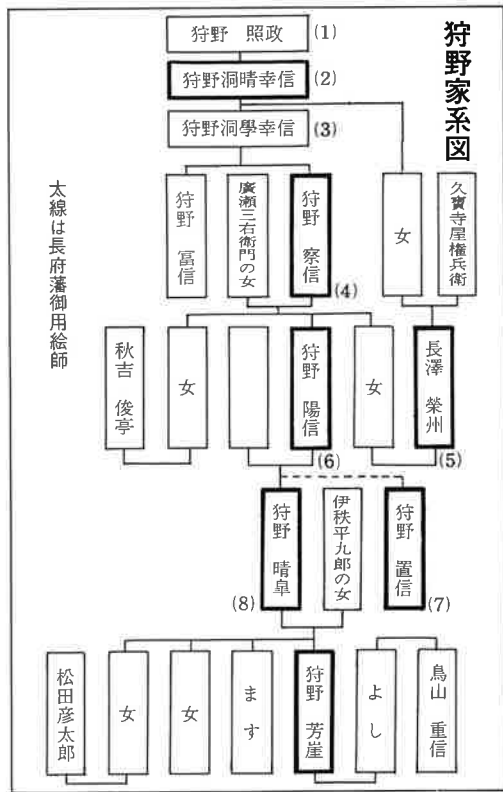 狩野家系図
狩野 照政 (1)
狩野洞晴幸信 (2)
狩野洞學幸信 (3)
久寶寺屋権兵衛
女
狩野 察信 (4)
廣瀬三右衛門の女
狩野 冨信
長澤 榮州 (5)
女
狩野 陽信 (6)
女
秋吉 俊亭
狩野 置信 (7)
伊秩平九郎の女
狩野 晴皐 (8)
鳥山 重信
よし
狩野 芳崖
ます
女
女
松田彦太郎
太線は長府藩御用絵師